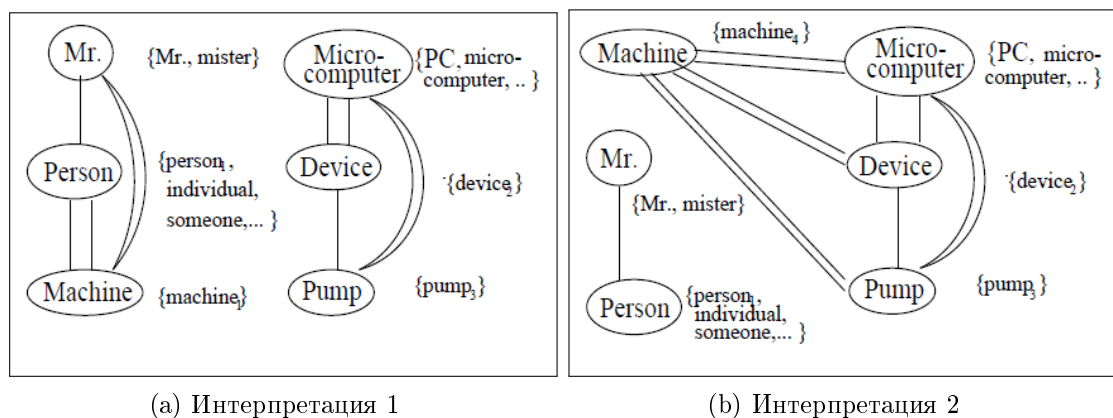 Mr.
{Mr., mister}
Person
{person₁,
individual,
someone,... }
Machine
{machine₁}
Micro-
computer
{PC, micro-
computer, .. }
Device
{device₂}
Pump
{pump₃}
(a) Интерпретация 1
Machine
{machine₄}
Micro-
computer
{PC, micro-
computer, .. }
Mr.
{Mr., mister}
Device
{device₂}
Person
{person₁,
individual,
someone,... }
Pump
{pump₃}
(b) Интерпретация 2